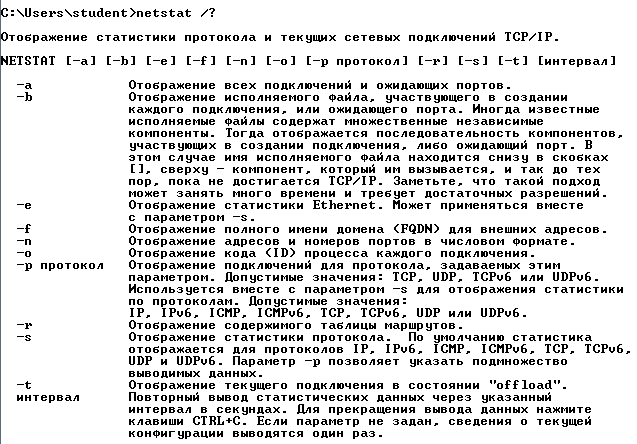 C:\Users\student>netstat /?
Отображение статистики протокола и текущих сетевых подключений TCP/IP.
NETSTAT [-a] [-b] [-e] [-f] [-n] [-o] [-p протокол] [-r] [-s] [-t] [интервал]
-a Отображение всех подключений и ожидающих портов.
-b Отображение исполняемого файла, участвующего в создании
каждого подключения, или ожидающего порта. Иногда известные
исполняемые файлы содержат множественные независимые
компоненты. Тогда отображается последовательность компонентов,
участвующих в создании подключения, либо ожидающий порт. В
этом случае имя исполняемого файла находится снизу в скобках
[], сверху - компонент, который им вызывается, и так до тех
пор, пока не достигается TCP/IP. Заметьте, что такой подход
может занять много времени и требует достаточных разрешений.
-e Отображение статистики Ethernet. Может применяться вместе
с параметром -s.
-f Отображение полного имени домена (FQDN) для внешних адресов.
-n Отображение адресов и номеров портов в числовом формате.
-o Отображение кода (ID) процесса каждого подключения.
-p протокол Отображение подключений для протокола, задаваемых этим
параметром. Допустимые значения: TCP, UDP, TCPv6 или UDPv6.
Используется вместе с параметром -s для отображения статистики
по протоколам. Допустимые значения:
IP, IPv6, ICMP, ICMPv6, TCP, TCPv6, UDP или UDPv6.
-r Отображение содержимого таблицы маршрутов.
-s Отображение статистики протокола.  По умолчанию статистика
отображается для протоколов IP, IPv6, ICMP, ICMPv6, TCP, TCPv6,
UDP и UDPv6. Параметр -p позволяет указать подмножество
выводимых данных.
-t Отображение текущего подключения в состоянии "offload".
интервал Повторный вывод статистических данных через указанный
интервал в секундах. Для прекращения вывода данных нажмите
клавиши CTRL+C. Если параметр не задан, сведения о текущей
конфигурации выводятся один раз.